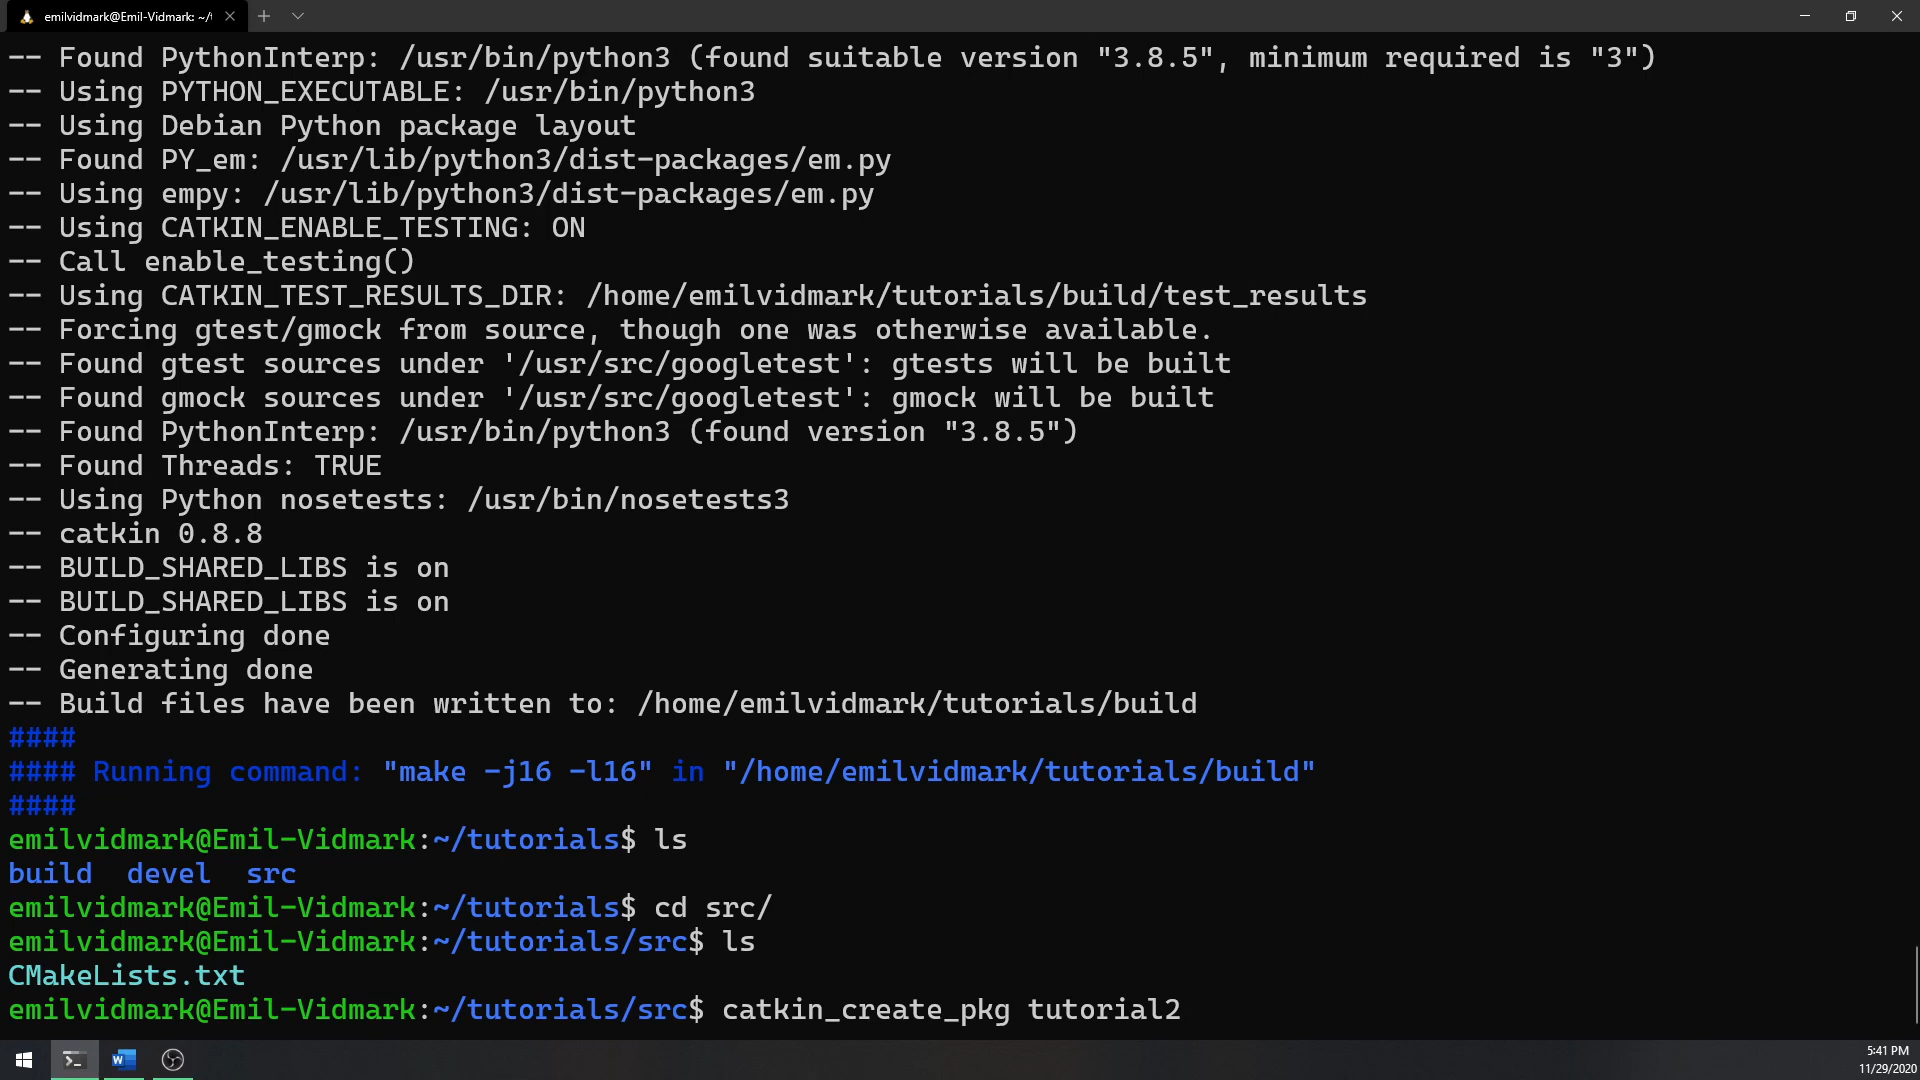 emilvidmark@Emil-Vidmark: ~/t
-- Found PythonInterp: /usr/bin/python3 (found suitable version "3.8.5", minimum required is "3")
-- Using PYTHON_EXECUTABLE: /usr/bin/python3
-- Using Debian Python package layout
-- Found PY_em: /usr/lib/python3/dist-packages/em.py
-- Using empy: /usr/lib/python3/dist-packages/em.py
-- Using CATKIN_ENABLE_TESTING: ON
-- Call enable_testing()
-- Using CATKIN_TEST_RESULTS_DIR: /home/emilvidmark/tutorials/build/test_results
-- Forcing gtest/gmock from source, though one was otherwise available.
-- Found gtest sources under '/usr/src/googletest': gtests will be built
-- Found gmock sources under '/usr/src/googletest': gmock will be built
-- Found PythonInterp: /usr/bin/python3 (found version "3.8.5")
-- Found Threads: TRUE
-- Using Python nosetests: /usr/bin/nosetests3
-- catkin 0.8.8
-- BUILD_SHARED_LIBS is on
-- BUILD_SHARED_LIBS is on
-- Configuring done
-- Generating done
-- Build files have been written to: /home/emilvidmark/tutorials/build
####
#### Running command: "make -j16 -l16" in "/home/emilvidmark/tutorials/build"
####
emilvidmark@Emil-Vidmark:~/tutorials$ ls
build  devel  src
emilvidmark@Emil-Vidmark:~/tutorials$ cd src/
emilvidmark@Emil-Vidmark:~/tutorials/src$ ls
CMakeLists.txt
emilvidmark@Emil-Vidmark:~/tutorials/src$ catkin_create_pkg tutorial2
5:41 PM
11/29/2020